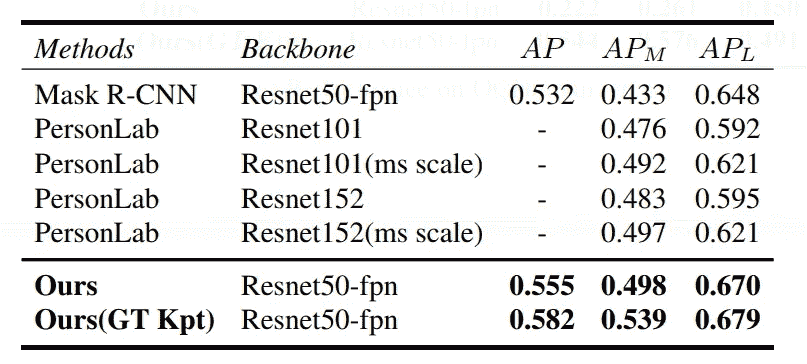 Methods Backbone AP AP_M AP_L
Mask R-CNN Resnet50-fpn 0.532 0.433 0.648
PersonLab Resnet101 - 0.476 0.592
PersonLab Resnet101(ms scale) - 0.492 0.621
PersonLab Resnet152 - 0.483 0.595
PersonLab Resnet152(ms scale) - 0.497 0.621
Ours Resnet50-fpn 0.555 0.498 0.670
Ours(GT Kpt) Resnet50-fpn 0.582 0.539 0.679